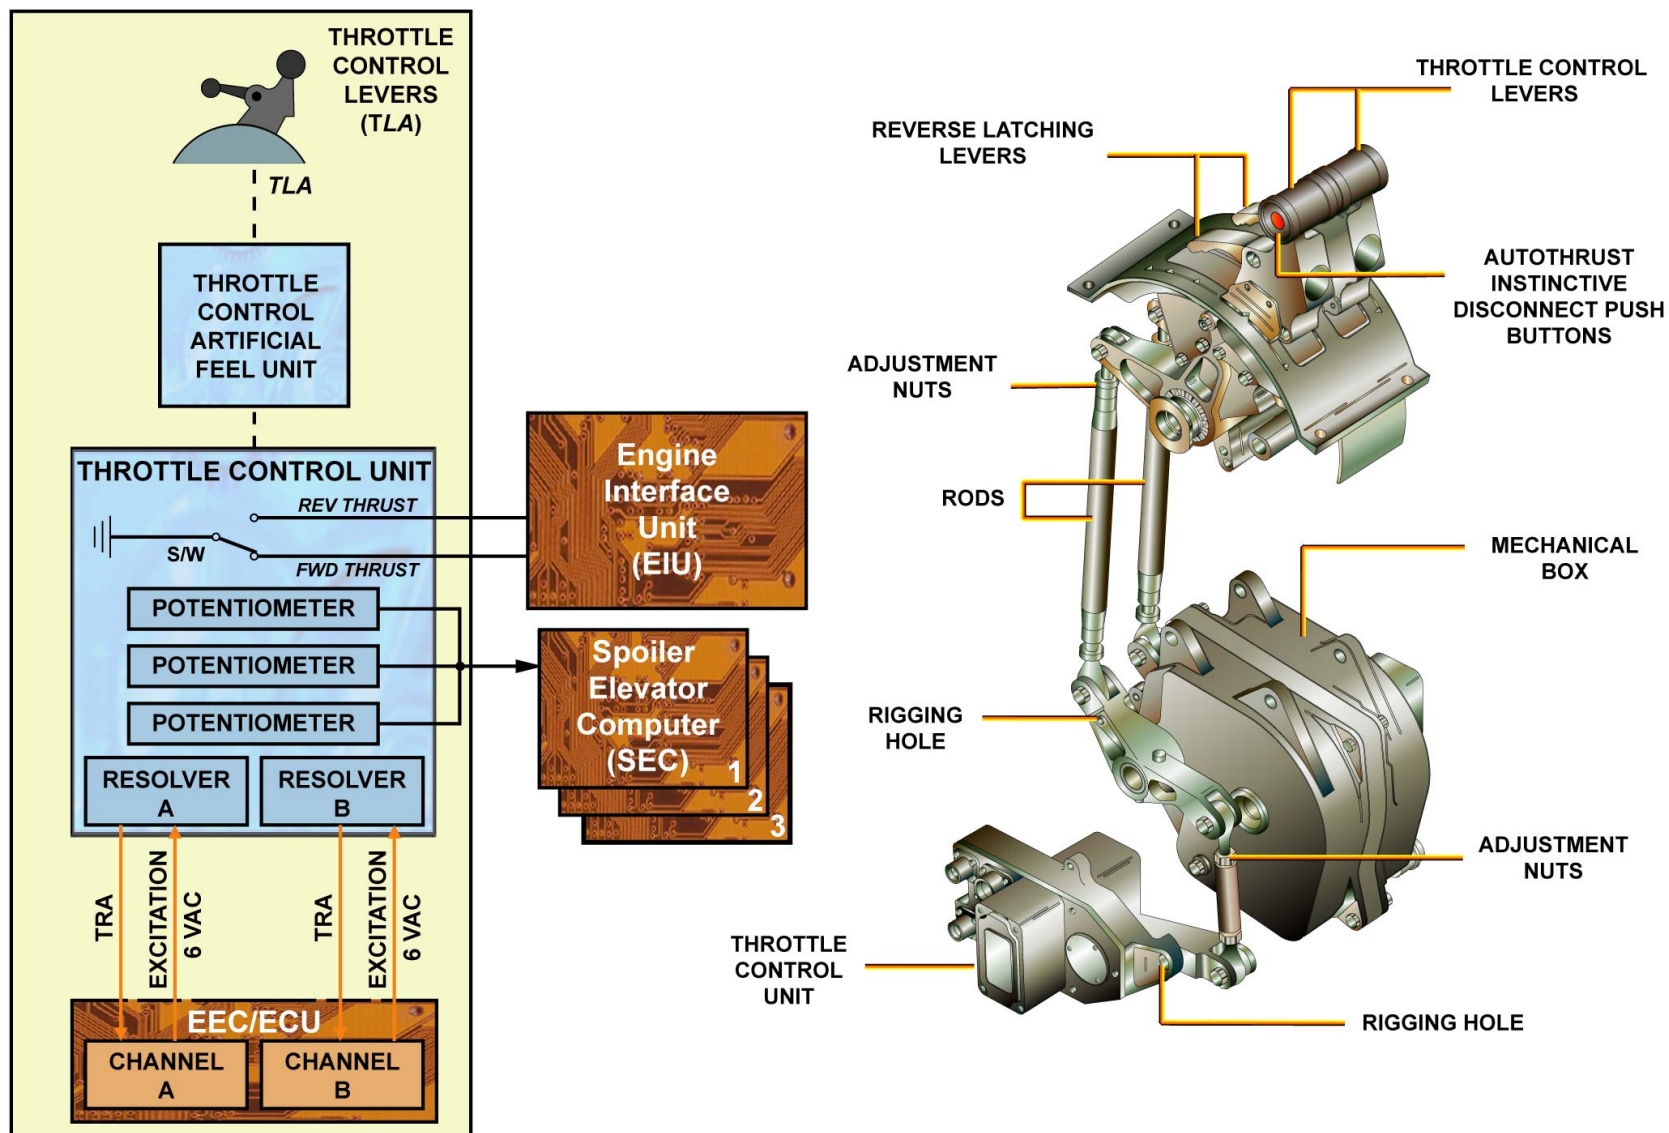 THROTTLE
CONTROL
LEVERS
(TLA)
TLA
THROTTLE
CONTROL
ARTIFICIAL
FEEL UNIT
THROTTLE CONTROL UNIT
REV THRUST
S/W
FWD THRUST
POTENTIOMETER
POTENTIOMETER
POTENTIOMETER
RESOLVER
A
RESOLVER
B
TRA
EXCITATION
6 VAC
TRA
EXCITATION
6 VAC
EEC/ECU
CHANNEL
A
CHANNEL
B
Engine
Interface
Unit
(EIU)
Spoiler
Elevator
Computer
(SEC)
1
2
3
THROTTLE CONTROL
LEVERS
REVERSE LATCHING
LEVERS
AUTOTHRUST
INSTINCTIVE
DISCONNECT PUSH
BUTTONS
ADJUSTMENT
NUTS
RODS
MECHANICAL
BOX
RIGGING
HOLE
ADJUSTMENT
NUTS
THROTTLE
CONTROL
UNIT
RIGGING HOLE